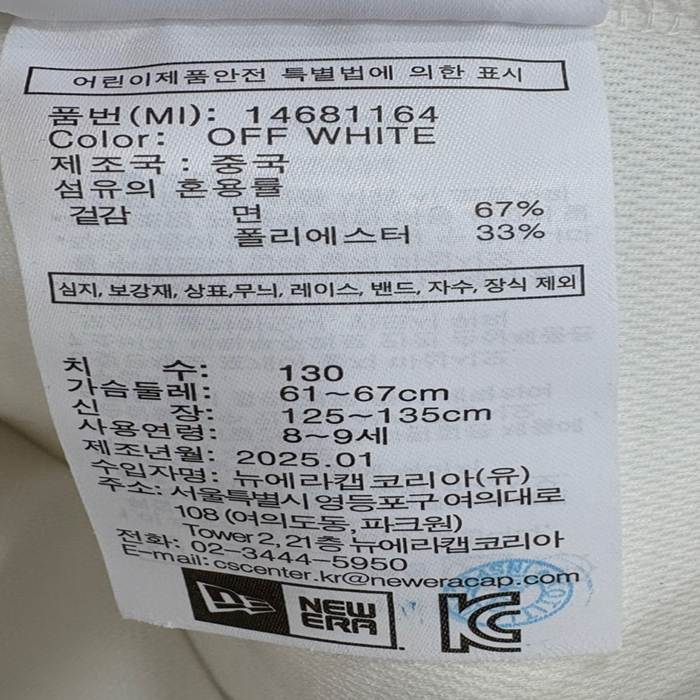 어린이제품안전 특별법에 의한 표시
품번(MI): 14681164
Color: OFF WHITE
제조국 : 중국
섬유의 혼용률
겉감 면 67%
폴리에스터 33%
심지, 보강재, 상표,무늬, 레이스, 밴드, 자수, 장식 제외
치 수: 130
가슴둘레: 61~67cm
신 장: 125~135cm
사용연령: 8~9세
제조년월: 2025.01
수입자명: 뉴에라캡코리아(유)
주소: 서울특별시 영등포구 여의대로
108 (여의도동, 파크원)
Tower 2, 21층 뉴에라캡코리아
전화: 02-3444-5950
E-mail: cscenter.kr@neweracap.com
NEW
ERA